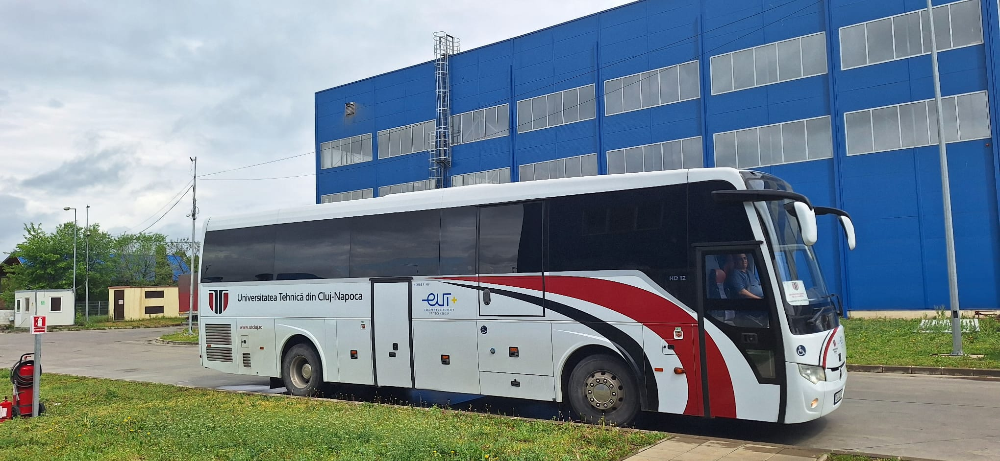 Universitatea Tehnică din Cluj-Napoca
www.utcluj.ro
MEMBER OF
EUT+
EUROPEAN UNIVERSITY
OF TECHNOLOGY
HD 12